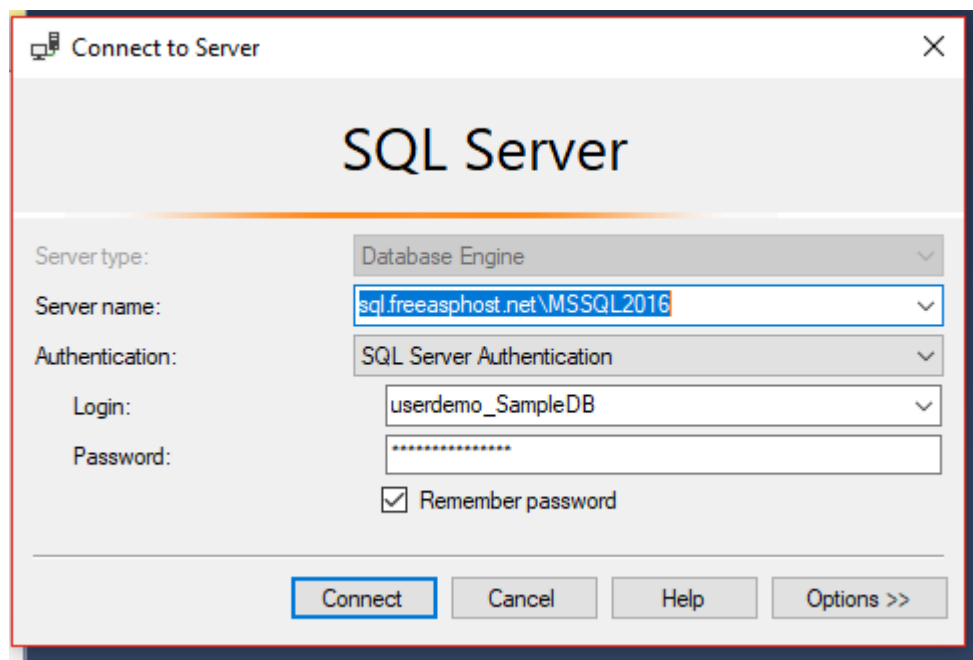 Connect to Server
SQL Server
Server type: Database Engine
Server name: sql.freeasphost.net\MSSQL2016
Authentication: SQL Server Authentication
Login: userdemo_SampleDB
Password: ***************
Remember password
Connect Cancel Help Options >>